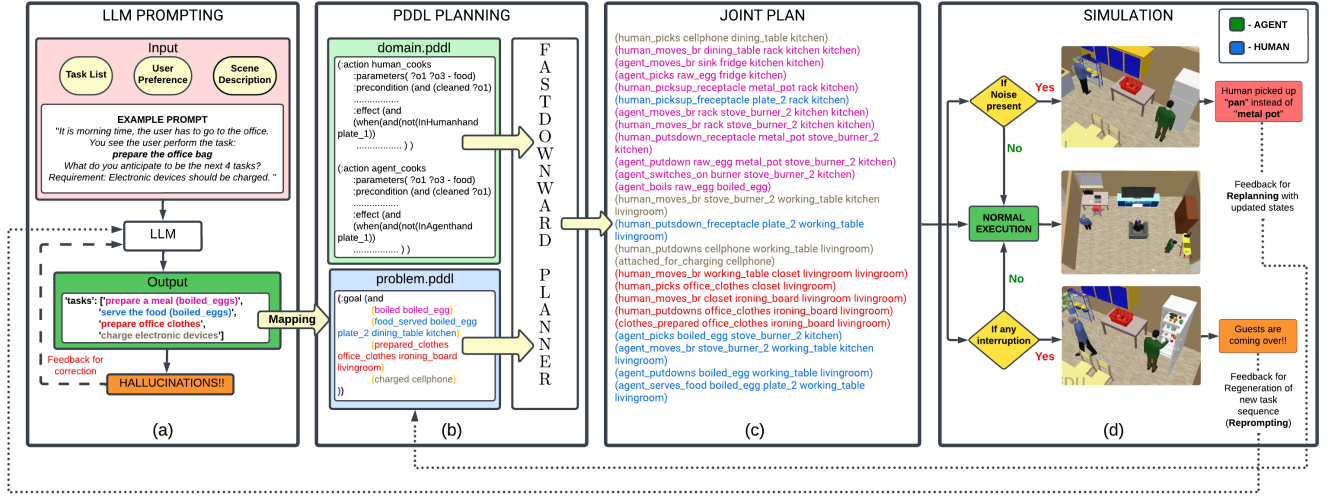 LLM PROMPTING
Input
Task List
User
Preference
Scene
Description
EXAMPLE PROMPT
"It is morning time, the user has to go to the office.
You see the user perform the task:
prepare the office bag
What do you anticipate to be the next 4 tasks?
Requirement: Electronic devices should be charged. "
LLM
Output
'tasks': ['prepare a meal (boiled_eggs)',
'serve the food (boiled_eggs)',
'prepare office clothes',
'charge electronic devices']
Feedback for
correction
HALLUCINATIONS!!
(a)
Mapping
PDDL PLANNING
domain.pddl
(:action human_cooks
:parameters( ?o1 ?o3 - food)
:precondition (and (cleaned ?o1)
.................
:effect (and
(when(and(not(InHumanhand
plate_1))
................. ) )
(:action agent_cooks
:parameters( ?o1 ?o3 - food)
:precondition (and (cleaned ?o1)
.................
:effect (and
(when(and(not(InAgenthand
plate_1))
................. ) )
problem.pddl
(:goal (and
(boiled boiled_egg)
(food_served boiled_egg
plate_2 dining_table kitchen)
(prepared_clothes
office_clothes ironing_board
livingroom)
(charged cellphone)
))
(b)
FASTDOWNWARD PLANNER
JOINT PLAN
(human_picks cellphone dining_table kitchen)
(human_moves_br dining_table rack kitchen kitchen)
(agent_moves_br sink fridge kitchen kitchen)
(agent_picks raw_egg fridge kitchen)
(human_picksup_receptacle metal_pot rack kitchen)
(human_picksup_freceptacle plate_2 rack kitchen)
(agent_moves_br rack stove_burner_2 kitchen kitchen)
(human_moves_br rack stove_burner_2 kitchen kitchen)
(human_putsdown_receptacle metal_pot stove_burner_2
kitchen)
(agent_putdown raw_egg metal_pot stove_burner_2 kitchen)
(agent_switches_on burner stove_burner_2 kitchen)
(agent_boils raw_egg boiled_egg)
(human_moves_br stove_burner_2 working_table kitchen
livingroom)
(human_putsdown_freceptacle plate_2 working_table
livingroom)
(human_putdowns cellphone working_table livingroom)
(attached_for_charging cellphone)
(human_moves_br working_table closet livingroom livingroom)
(human_picks office_clothes closet livingroom)
(human_moves_br closet ironing_board livingroom livingroom)
(human_putdowns office_clothes ironing_board livingroom)
(clothes_prepared office_clothes ironing_board livingroom)
(agent_picks boiled_egg stove_burner_2 kitchen)
(agent_moves_br stove_burner_2 working_table kitchen
livingroom)
(agent_putdowns boiled_egg working_table livingroom)
(agent_serves_food boiled_egg plate_2 working_table
livingroom)
(c)
SIMULATION
- AGENT
- HUMAN
If
Noise
present
Yes
Human picked up
"pan" instead of
"metal pot"
No
NORMAL
EXECUTION
Feedback for
Replanning with
updated states
No
If any
interruption
Yes
Guests are
coming over!!
Feedback for
Regeneration of
new task
sequence
(Reprompting)
(d)